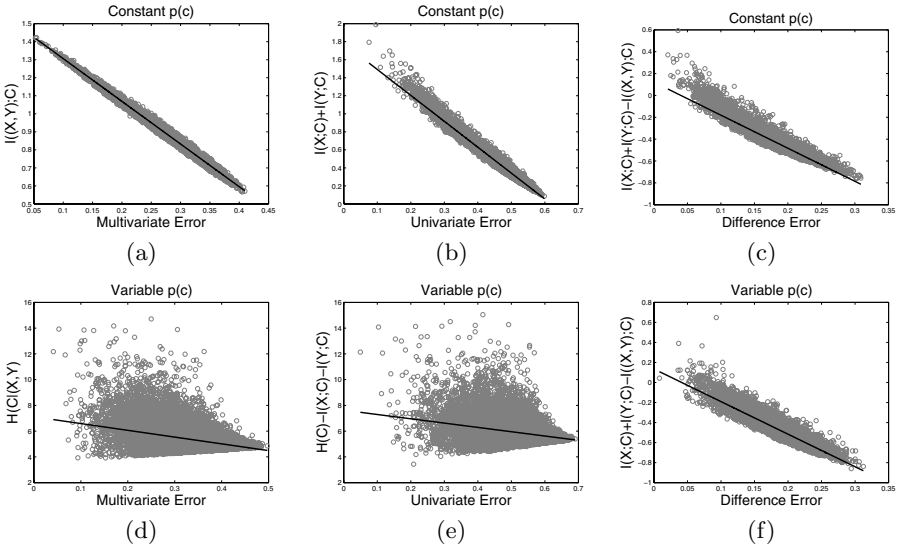 Constant p(c)
1.5
1.4
1.3
1.2
1.1
1
0.9
0.8
0.7
0.6
0.5
I((X,Y);C)
0.05 0.1 0.15 0.2 0.25 0.3 0.35 0.4 0.45
Multivariate Error
(a)
Constant p(c)
2
1.8
1.6
1.4
1.2
1
0.8
0.6
0.4
0.2
0
I(X;C)+I(Y;C)
0 0.1 0.2 0.3 0.4 0.5 0.6 0.7
Univariate Error
(b)
Constant p(c)
0.6
0.4
0.2
0
−0.2
−0.4
−0.6
−0.8
−1
I(X;C)+I(Y;C)−I((X,Y);C)
0 0.05 0.1 0.15 0.2 0.25 0.3 0.35
Difference Error
(c)
Variable p(c)
16
14
12
10
8
6
4
2
H(C|(X,Y)
0 0.1 0.2 0.3 0.4 0.5
Multivariate Error
(d)
Variable p(c)
16
14
12
10
8
6
4
2
H(C)−I(X;C)−I(Y;C)
0 0.1 0.2 0.3 0.4 0.5 0.6 0.7
Univariate Error
(e)
Variable p(c)
0.8
0.6
0.4
0.2
0
−0.2
−0.4
−0.6
−0.8
−1
I(X;C)+I(Y;C)−I((X,Y);C)
0 0.05 0.1 0.15 0.2 0.25 0.3 0.35
Difference Error
(f)